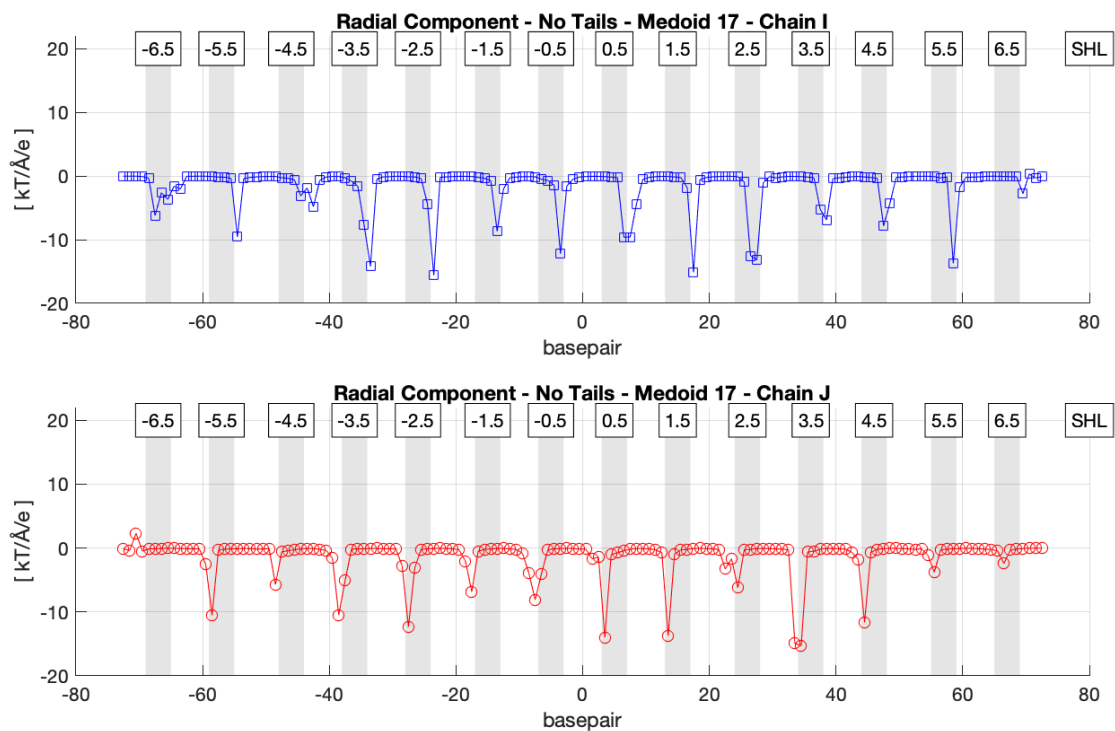 Radial Component - No Tails - Medoid 17 - Chain I
-6.5 -5.5 -4.5 -3.5 -2.5 -1.5 -0.5 0.5 1.5 2.5 3.5 4.5 5.5 6.5 SHL
20
10
0
-10
-20
[ kT/Å/e ]
-80 -60 -40 -20 0 20 40 60 80
basepair
Radial Component - No Tails - Medoid 17 - Chain J
-6.5 -5.5 -4.5 -3.5 -2.5 -1.5 -0.5 0.5 1.5 2.5 3.5 4.5 5.5 6.5 SHL
20
10
0
-10
-20
[ kT/Å/e ]
-80 -60 -40 -20 0 20 40 60 80
basepair